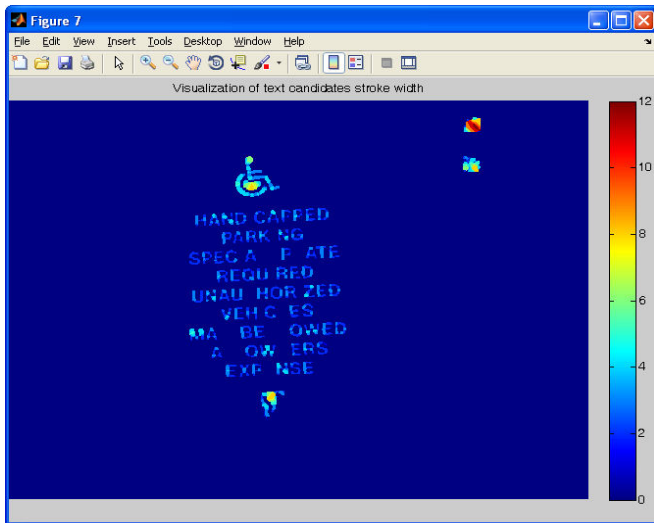 Figure 7
File Edit View Insert Tools Desktop Window Help
Visualization of text candidates stroke width
HAND CAPPED
PARK NG
SPEC A P ATE
REQU RED
UNAU HOR ZED
VEH C ES
MA BE OWED
A OW ERS
EXP NSE
12
10
8
6
4
2
0